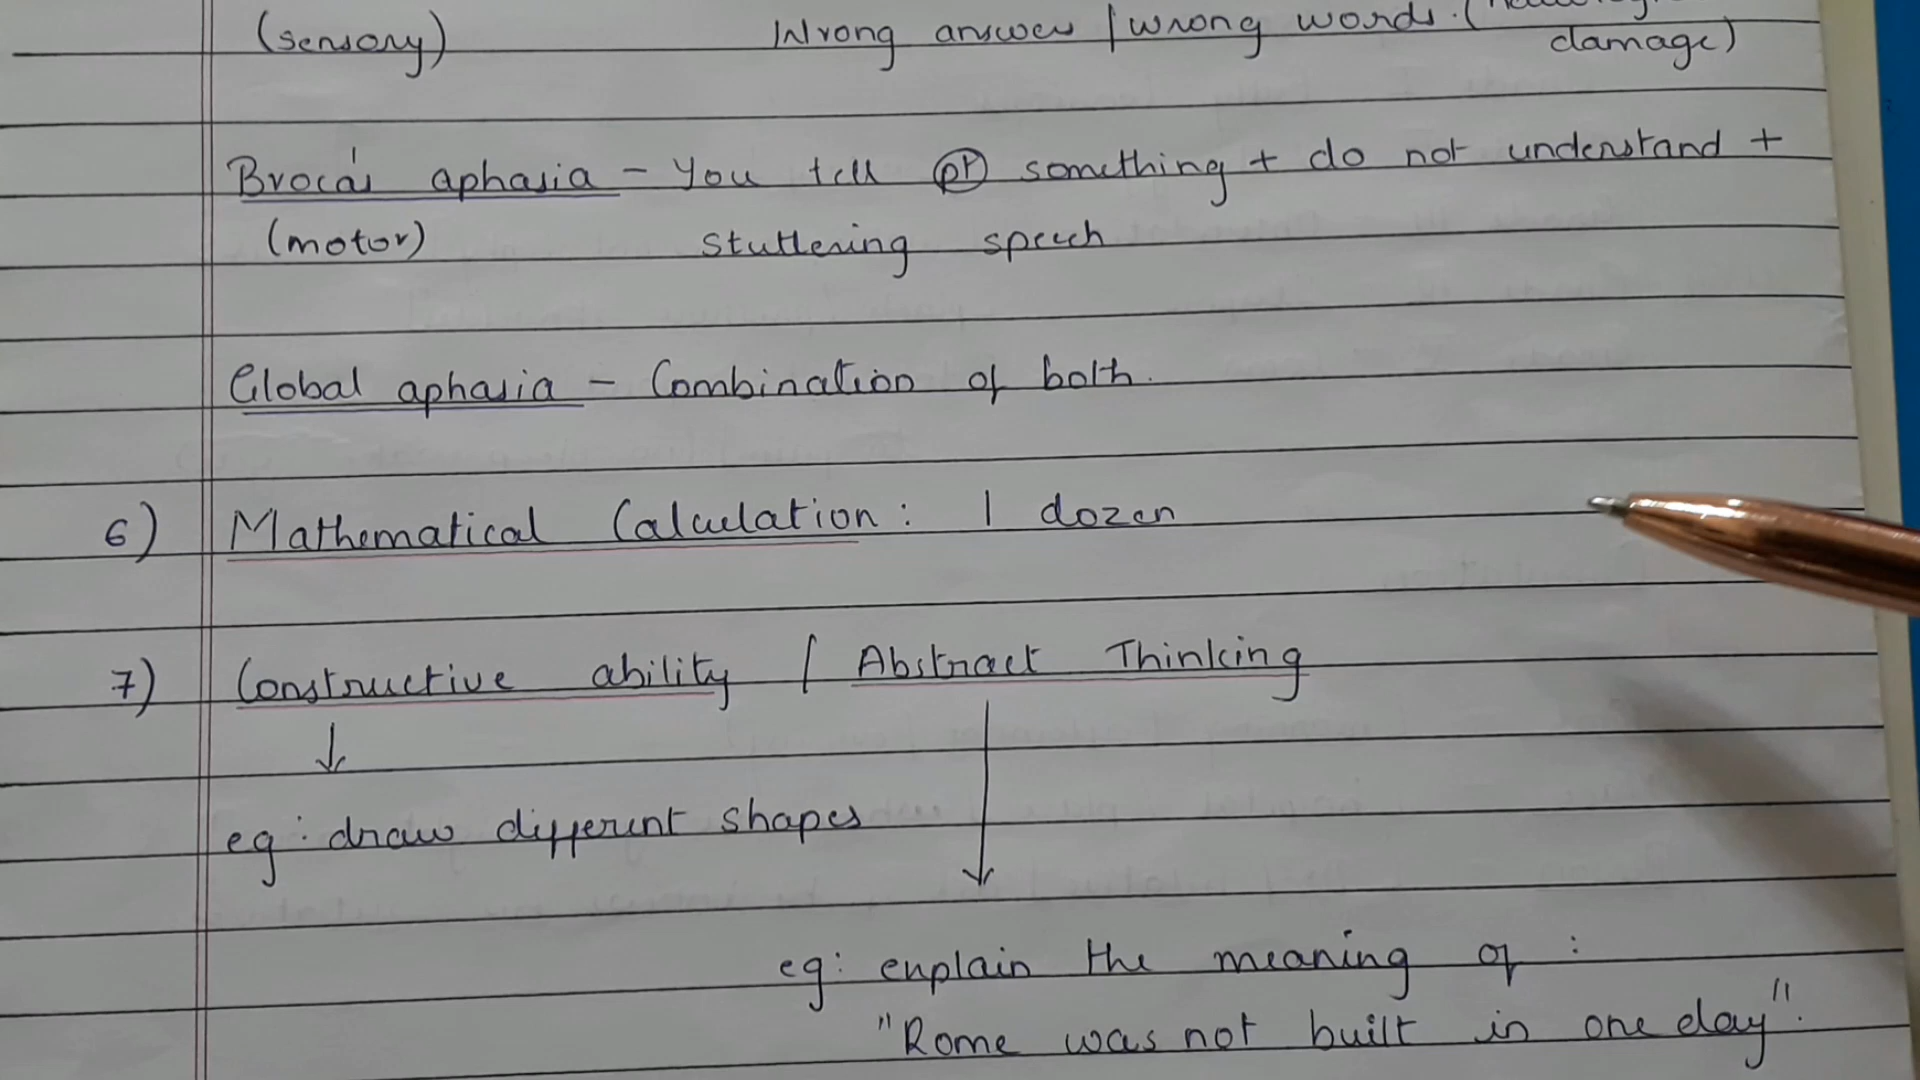 (sensory) Wrong answer / wrong words. (
damage)
Broca's aphasia - You tell pt something + do not understand +
(motor) stuttering speech
Global aphasia - Combination of both.
6) Mathematical Calculation : 1 dozen
7) Constructive ability / Abstract Thinking
eg : draw different shapes
eg : explain the meaning of :
"Rome was not built in one day".